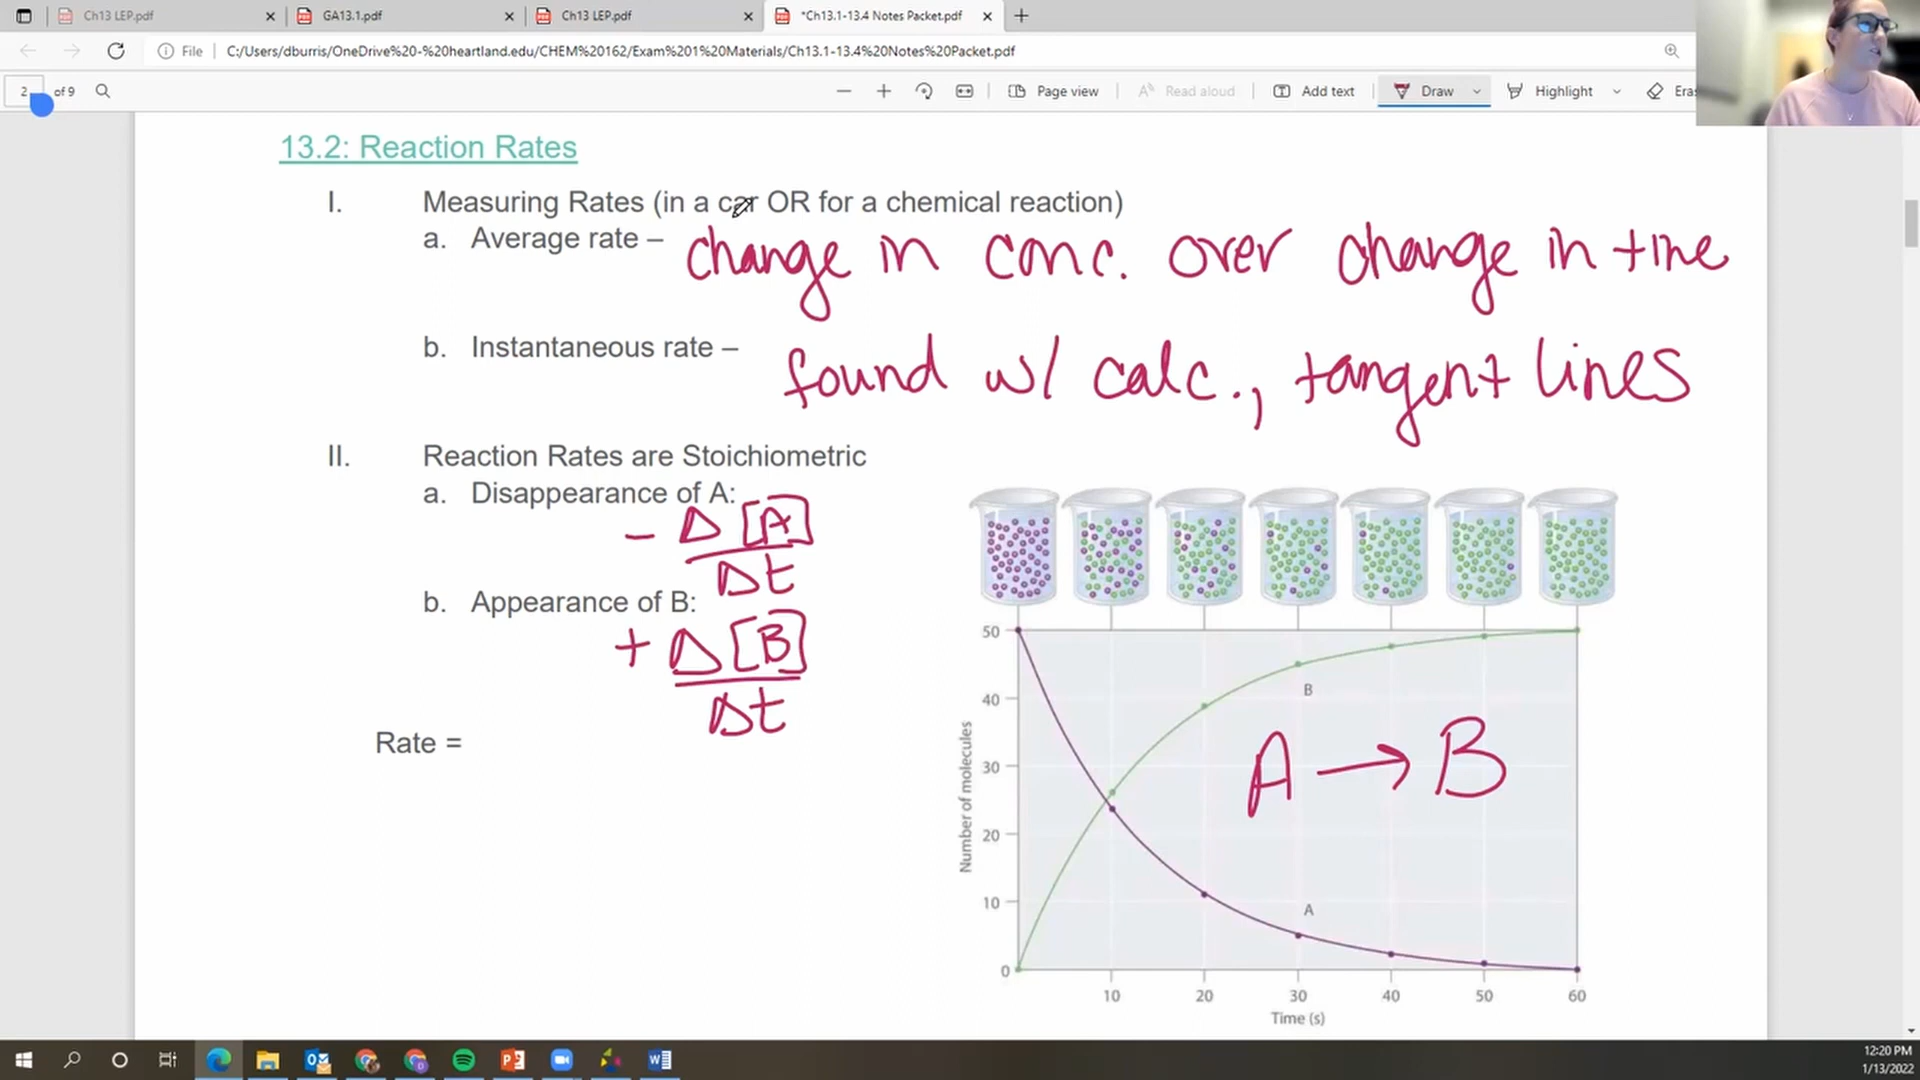 Ch13 LEP.pdf
GA13.1.pdf
Ch13 LEP.pdf
*Ch13.1-13.4 Notes Packet.pdf
File C:/Users/dburris/OneDrive%20-%20heartland.edu/CHEM%20162/Exam%201%20Materials/Ch13.1-13.4%20Notes%20Packet.pdf
2 of 9 Page view Read aloud Add text Draw Highlight Eras
13.2: Reaction Rates
I. Measuring Rates (in a car OR for a chemical reaction)
a. Average rate – change in conc. over change in time
b. Instantaneous rate – found w/ calc., tangent lines
II. Reaction Rates are Stoichiometric
a. Disappearance of A:
- Δ [A]
Δt
b. Appearance of B:
+ Δ [B]
Δt
Rate =
50
40
30
20
10
0
Number of molecules
B
A → B
A
10 20 30 40 50 60
Time (s)
12:20 PM
1/13/2022